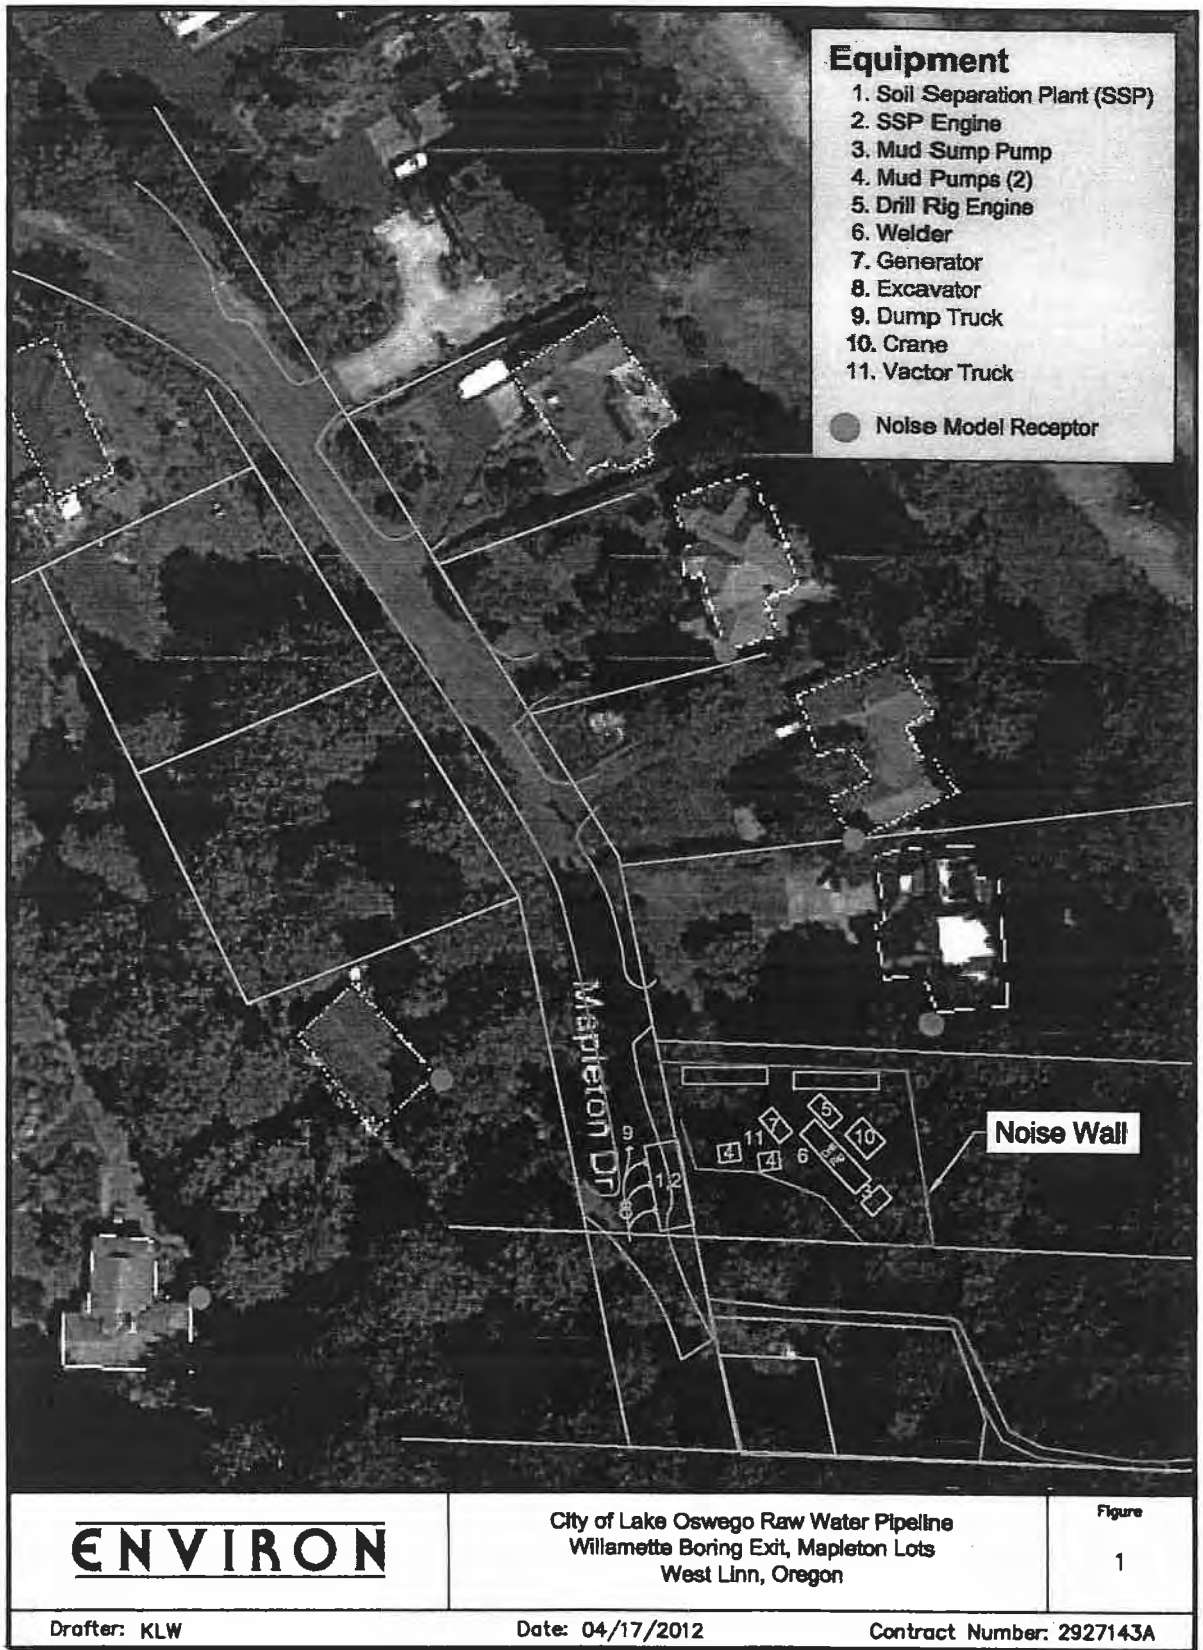 Equipment
1. Soil Separation Plant (SSP)
2. SSP Engine
3. Mud Sump Pump
4. Mud Pumps (2)
5. Drill Rig Engine
6. Welder
7. Generator
8. Excavator
9. Dump Truck
10. Crane
11. Vactor Truck
Noise Model Receptor
Mapleton Dr
9
8
1
2
4
11
7
4
6
5
10
3
Noise Wall
ENVIRON
City of Lake Oswego Raw Water Pipeline
Willamette Boring Exit, Mapleton Lots
West Linn, Oregon
Figure
1
Drafter: KLW
Date: 04/17/2012
Contract Number: 2927143A